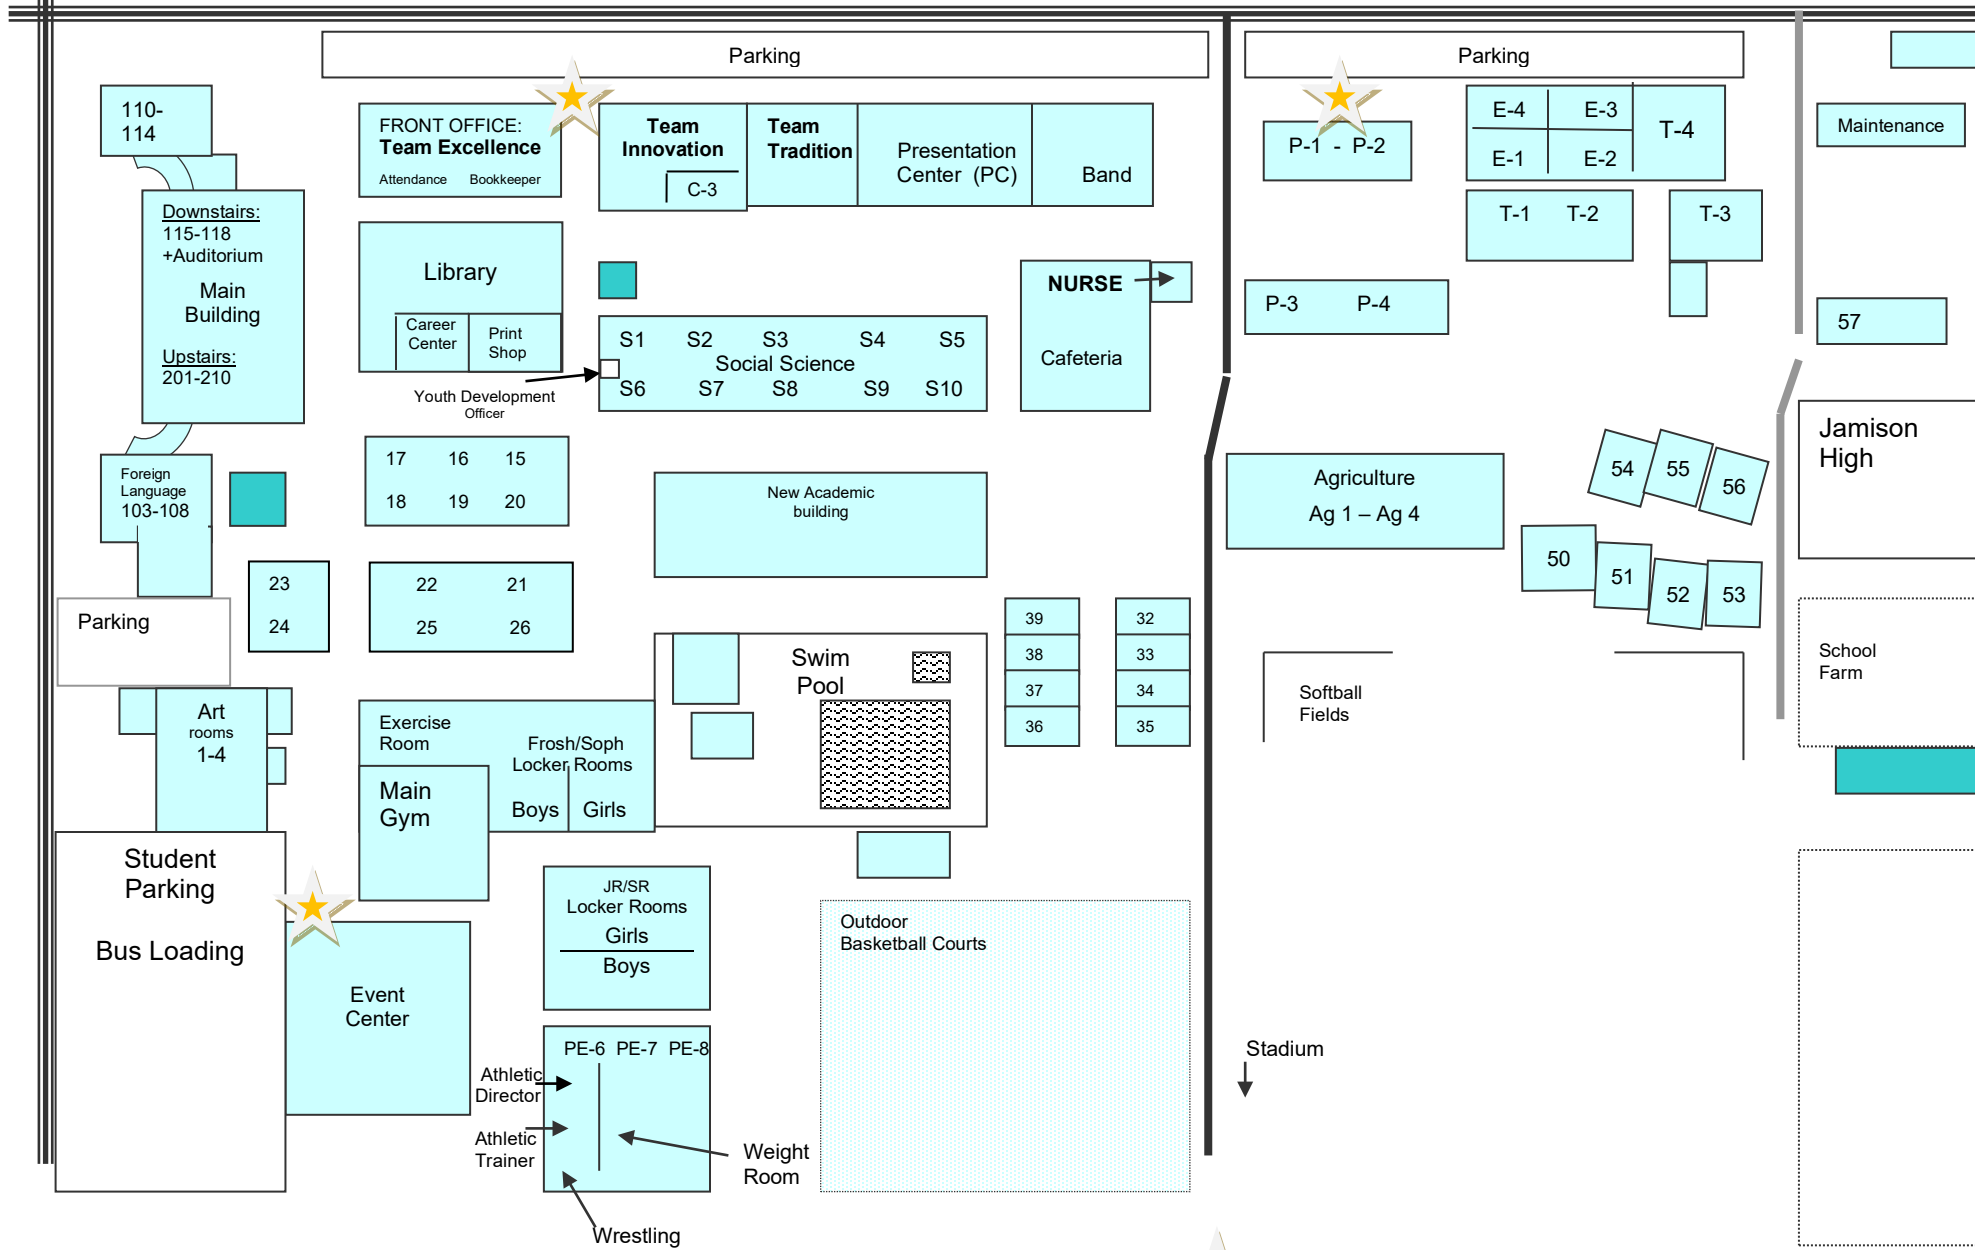 Parking
Parking
110-
114
FRONT OFFICE:
Team Excellence
Attendance Bookkeeper
Team
Innovation
C-3
Team
Tradition
Presentation
Center (PC)
Band
P-1 - P-2
E-4 E-3
E-1 E-2
T-4
Maintenance
Downstairs:
115-118
+Auditorium
Main
Building
Upstairs:
201-210
Library
Career
Center
Print
Shop
Youth Development
Officer
S1 S2 S3 S4 S5
Social Science
S6 S7 S8 S9 S10
NURSE
Cafeteria
T-1 T-2
T-3
P-3 P-4
57
Foreign
Language
103-108
17 16 15
18 19 20
New Academic
building
Agriculture
Ag 1 – Ag 4
54
55
56
50
51
52
53
Jamison
High
23
24
22 21
25 26
Parking
39
38
37
36
32
33
34
35
Swim
Pool
School
Farm
Softball
Fields
Art
rooms
1-4
Exercise
Room
Frosh/Soph
Locker Rooms
Boys Girls
Main
Gym
Student
Parking
Bus Loading
JR/SR
Locker Rooms
Girls
Boys
Outdoor
Basketball Courts
Event
Center
PE-6 PE-7 PE-8
Athletic
Director
Athletic
Trainer
Weight
Room
Wrestling
Stadium